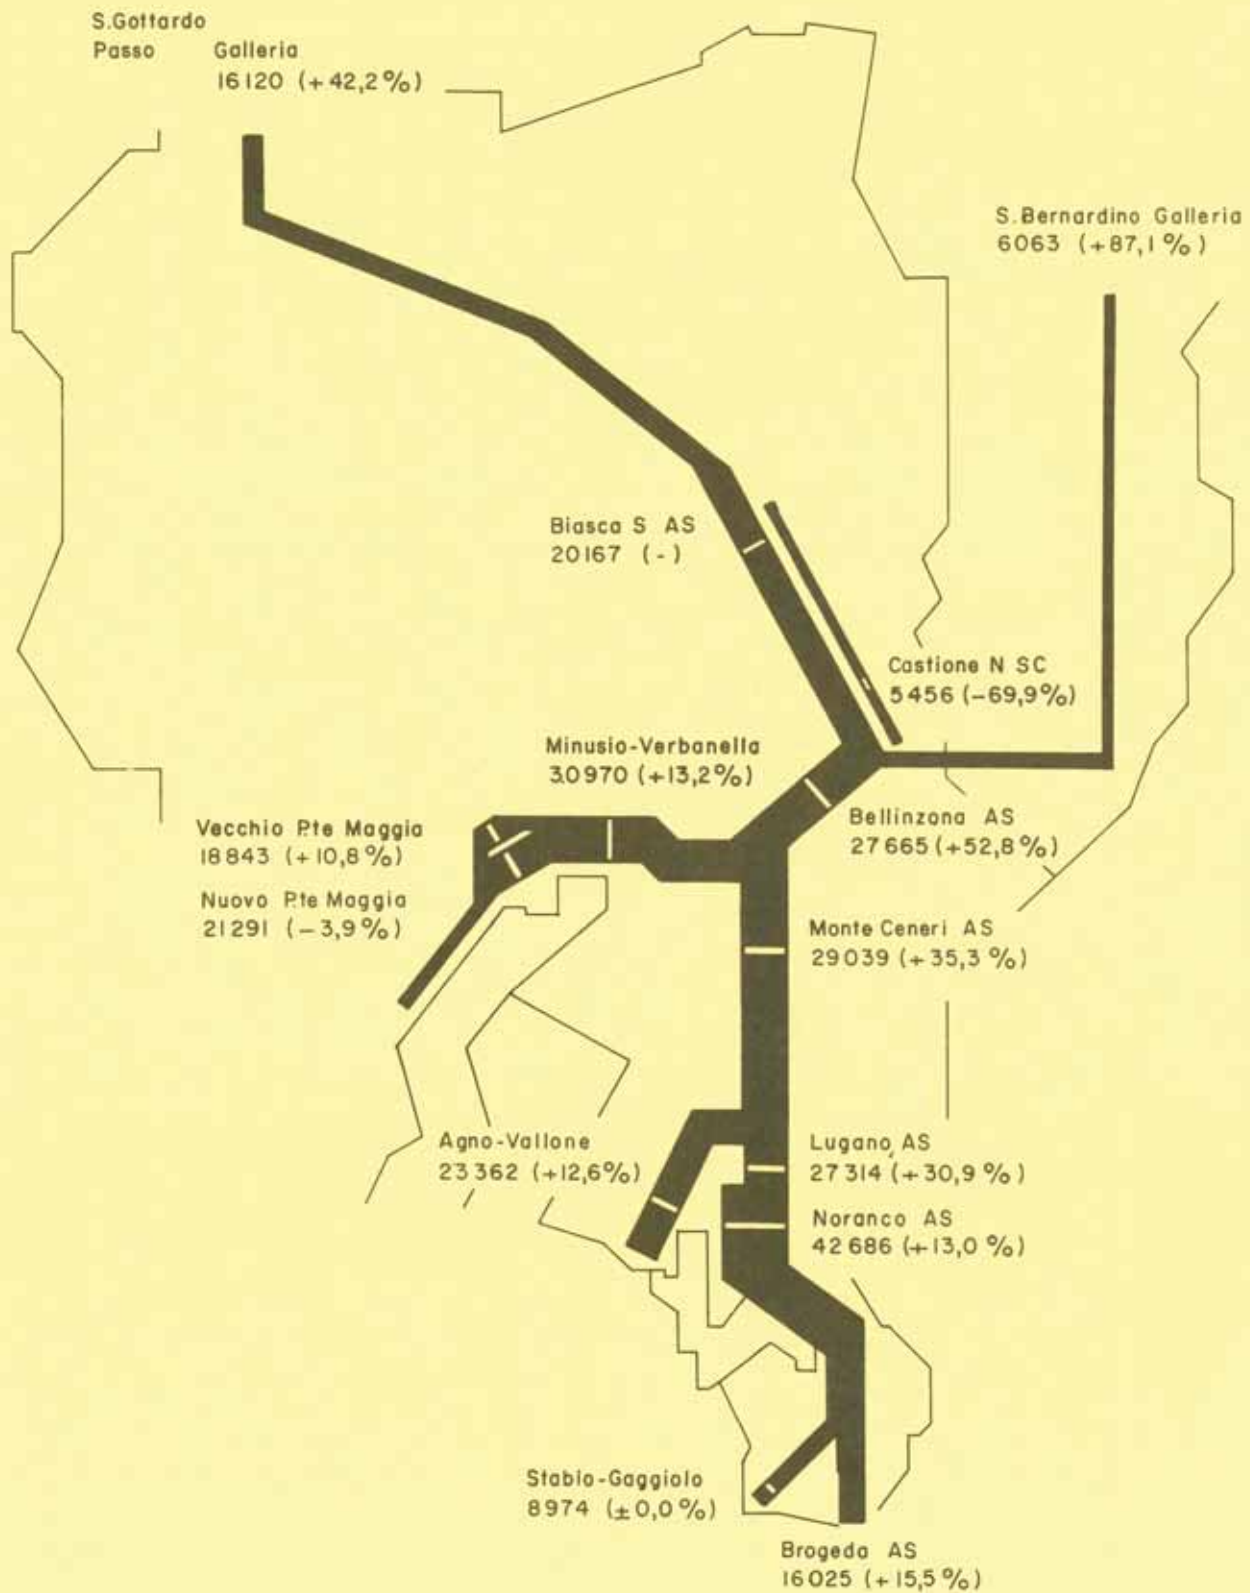 S.Gottardo
Passo Galleria
16120 (+42,2%)
S.Bernardino Galleria
6063 (+87,1%)
Biasca S AS
20167 (-)
Castione N SC
5456 (-69,9%)
Minusio-Verbanella
30970 (+13,2%)
Bellinzona AS
27665 (+52,8%)
Vecchio P.te Maggia
18843 (+10,8%)
Nuovo P.te Maggia
21291 (-3,9%)
Monte Ceneri AS
29039 (+35,3%)
Agno-Vallone
23362 (+12,6%)
Lugano AS
27314 (+30,9%)
Noranco AS
42686 (+13,0%)
Stabio-Gaggiolo
8974 (±0,0%)
Brogeda AS
16025 (+15,5%)